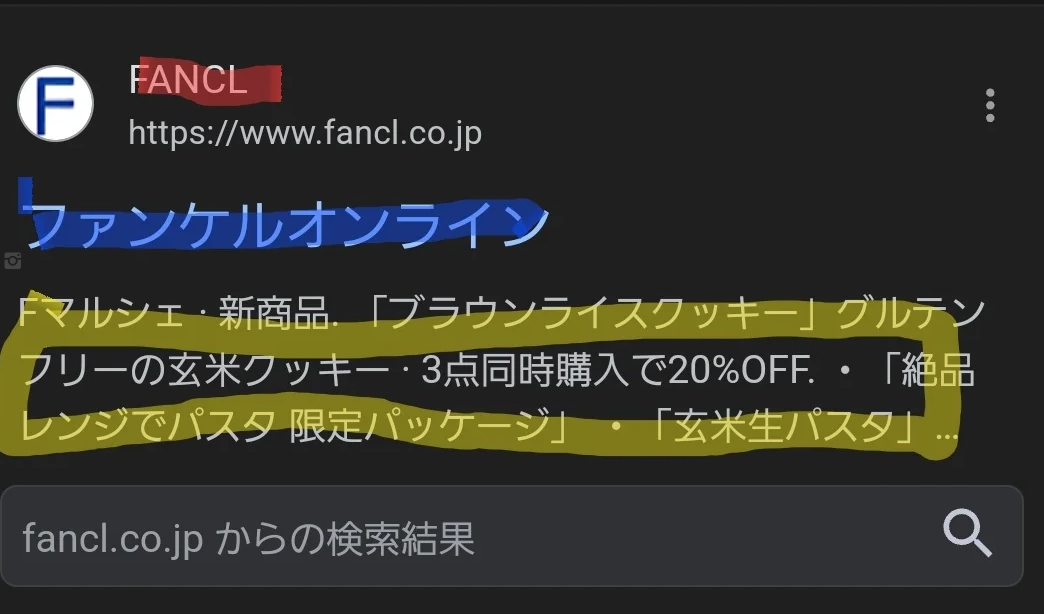 F
FANCL
https://www.fancl.co.jp
ファンケルオンライン
Fマルシェ · 新商品. 「ブラウンライスクッキー」グルテン
フリーの玄米クッキー · 3点同時購入で20%OFF. ・「絶品
レンジでパスタ 限定パッケージ」 ・「玄米生パスタ」...
fancl.co.jp からの検索結果